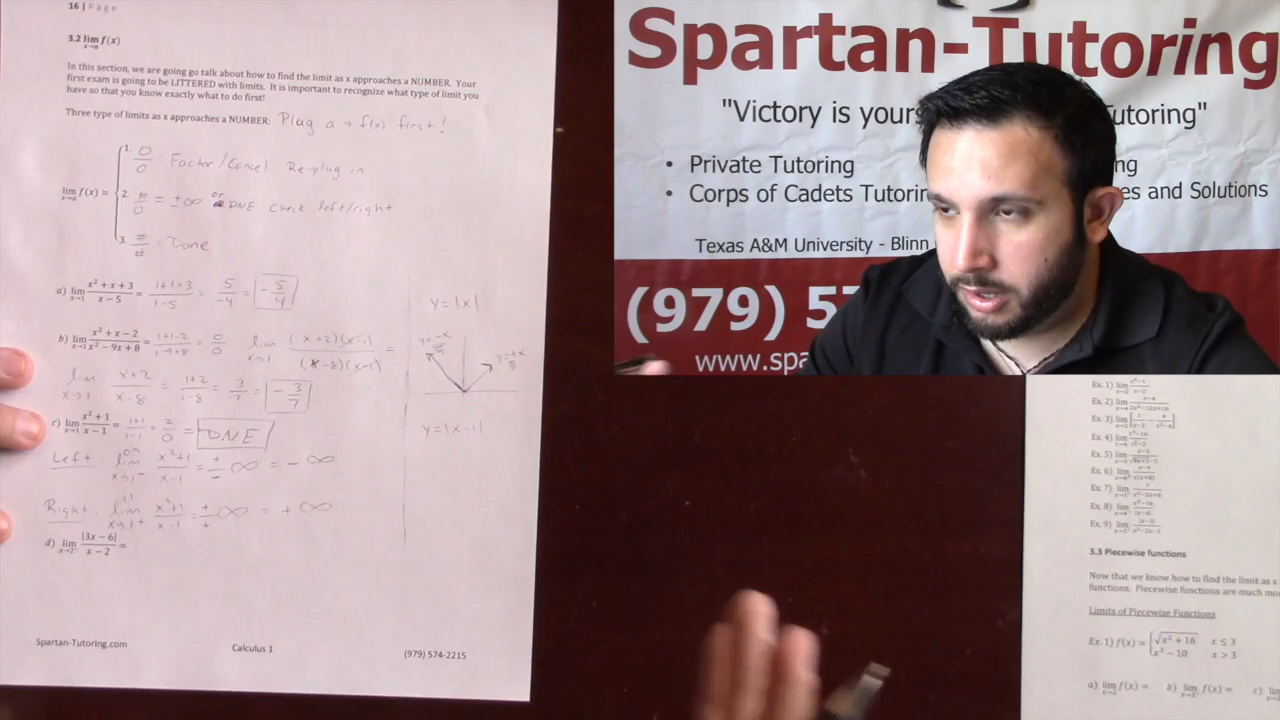 16 | Page
3.2 lim x→a f(x)
In this section, we are going go talk about how to find the limit as x approaches a NUMBER. Your
first exam is going to be LITTERED with limits. It is important to recognize what type of limit you
have so that you know exactly what to do first!
Three type of limits as x approaches a NUMBER: Plug a → f(x) first!
lim x→a f(x) =
1. 0/0 : Factor/Cancel Re-plug in
2. #/0 = ±∞ or DNE Check left/right
3. #/# = Done
a) lim x→1 (x²+x+3)/(x−5) = (1+1+3)/(1−5) = 5/−4 = −5/4
b) lim x→1 (x²+x−2)/(x²−9x+8) = (1+1−2)/(1−9+8) = 0/0 lim x→1 (x+2)(x−1)/(x−8)(x−1) =
lim x→1 (x+2)/(x−8) = (1+2)/(1−8) = 3/−7 = −3/7
c) lim x→1 (x²+1)/(x−1) = (1+1)/(1−1) = 2/0 = DNE
Left lim x→1⁻ (x²+1)/(x−1) = +/− ∞ = −∞
Right: lim x→1⁺ (x²+1)/(x−1) = +/+ ∞ = +∞
d) lim x→2⁻ |3x−6|/(x−2) =
y=|x|
y=−x
y=+x
y=|x−1|
Spartan-Tutoring.com
Calculus 1
(979) 574-2215
Spartan-Tutoring
"Victory is yours Tutoring"
• Private Tutoring
• Corps of Cadets Tutoring
es and Solutions
Texas A&M University - Blinn
(979) 57
www.spa
Ex. 1) lim
Ex. 2) lim
Ex. 3) lim
Ex. 4) lim
Ex. 5) lim
Ex. 6) lim
Ex. 7) lim
Ex. 8) lim
Ex. 9) lim
3.3 Piecewise functions
Now that we know how to find the limit as x
functions. Piecewise functions are much mo
Limits of Piecewise Functions
Ex. 1) f(x) = { √(x²+16) x ≤ 3
x³ − 10 x > 3
a) lim f(x) = b) lim f(x) = c) lim